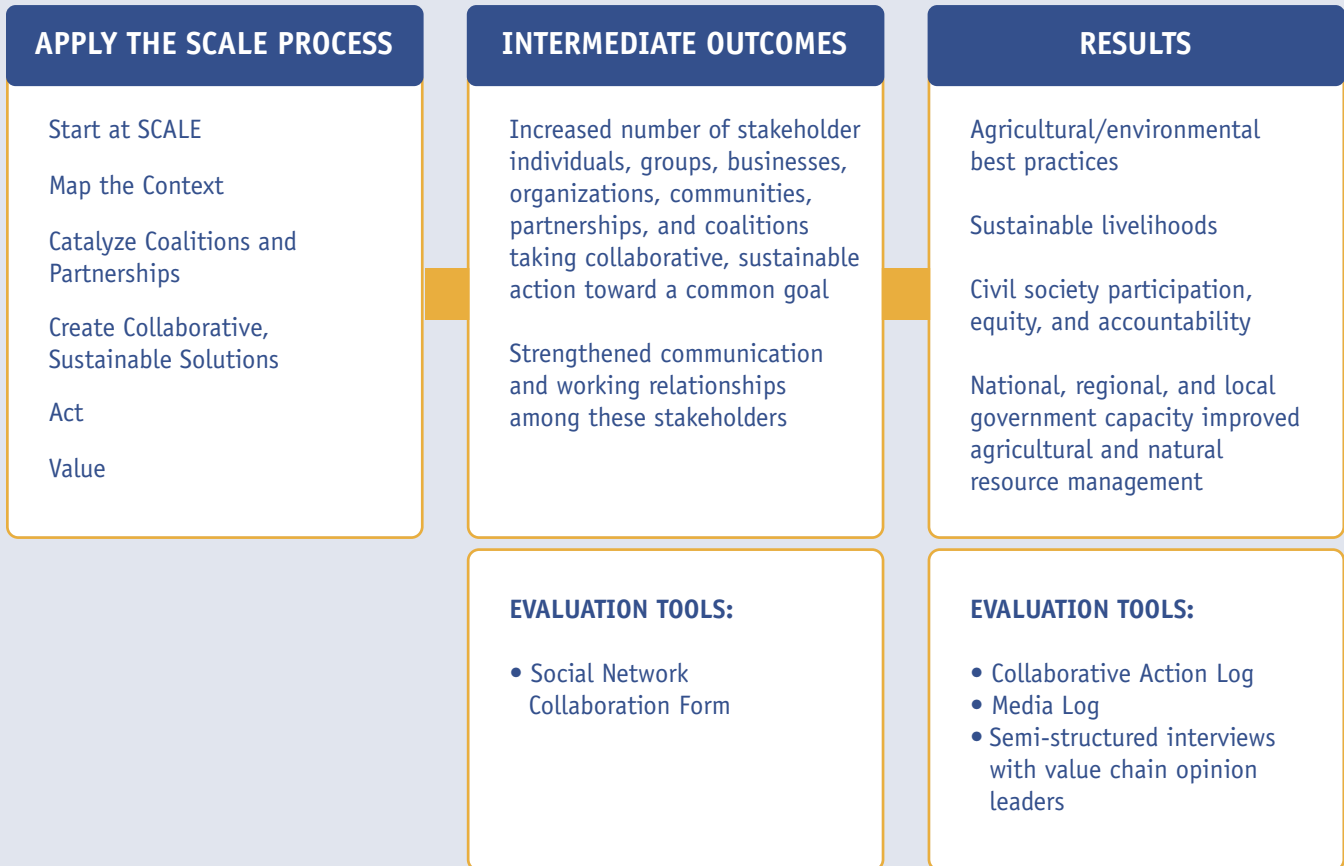 APPLY THE SCALE PROCESS
Start at SCALE
Map the Context
Catalyze Coalitions and
Partnerships
Create Collaborative,
Sustainable Solutions
Act
Value
INTERMEDIATE OUTCOMES
Increased number of stakeholder
individuals, groups, businesses,
organizations, communities,
partnerships, and coalitions
taking collaborative, sustainable
action toward a common goal
Strengthened communication
and working relationships
among these stakeholders
EVALUATION TOOLS:
• Social Network
Collaboration Form
RESULTS
Agricultural/environmental
best practices
Sustainable livelihoods
Civil society participation,
equity, and accountability
National, regional, and local
government capacity improved
agricultural and natural
resource management
EVALUATION TOOLS:
• Collaborative Action Log
• Media Log
• Semi-structured interviews
with value chain opinion
leaders